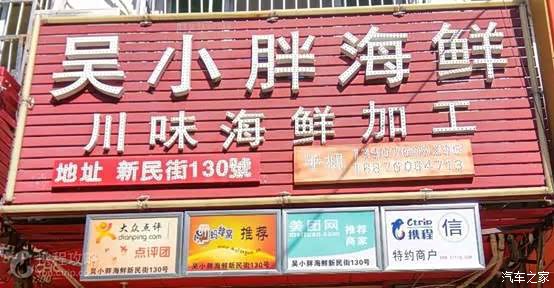 吴小胖海鲜
川味海鲜加工
地址 新民街130號
大众点评
dianping.com
点评团
吴小胖海鲜新民街130号
蚂蜂窝 推荐
吴小胖海鲜新民街130号
美团网
推荐
商家
吴小胖海鲜新民街130号
Ctrip
携程
信
特约商户
汽车之家